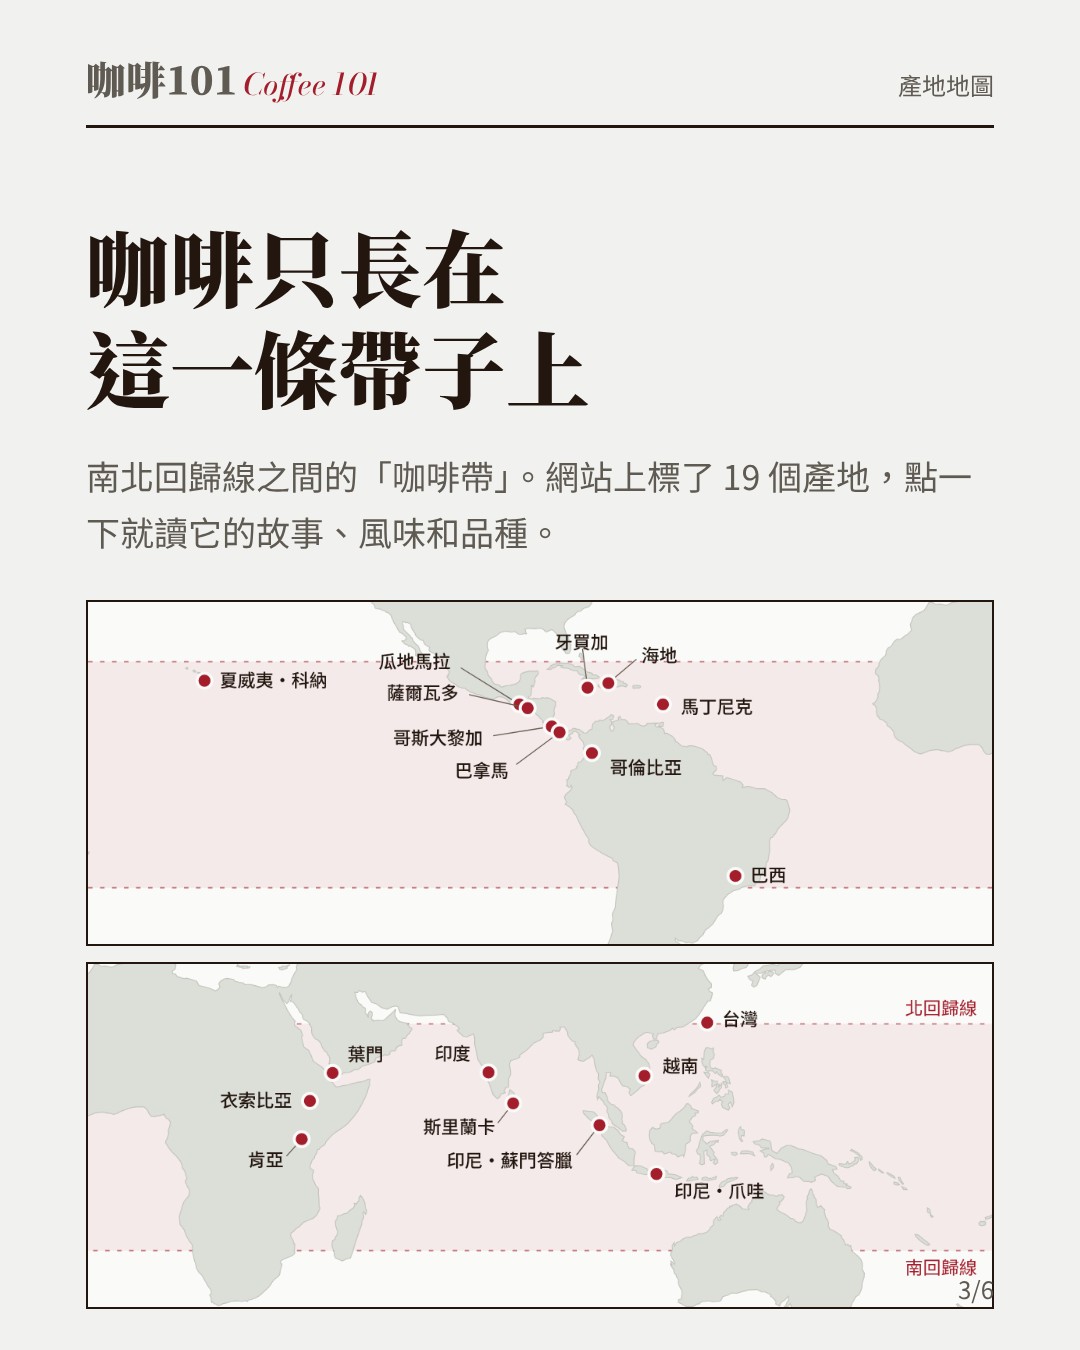 咖啡101 Coffee 101
產地地圖
咖啡只長在
這一條帶子上
南北回歸線之間的「咖啡帶」。網站上標了 19 個產地，點一
下就讀它的故事、風味和品種。
牙買加
海地
瓜地馬拉
夏威夷・科納
薩爾瓦多
馬丁尼克
哥斯大黎加
巴拿馬
哥倫比亞
巴西
北回歸線
台灣
葉門
印度
越南
衣索比亞
斯里蘭卡
肯亞
印尼・蘇門答臘
印尼・爪哇
南回歸線
3/6